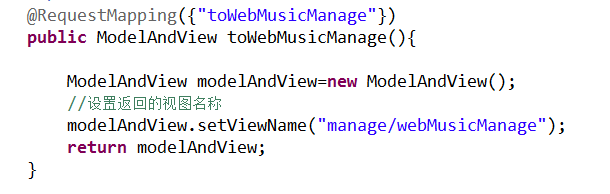 @RequestMapping({"toWebMusicManage"})
public ModelAndView toWebMusicManage(){
ModelAndView modelAndView=new ModelAndView();
//设置返回的视图名称
modelAndView.setViewName("manage/webMusicManage");
return modelAndView;
}